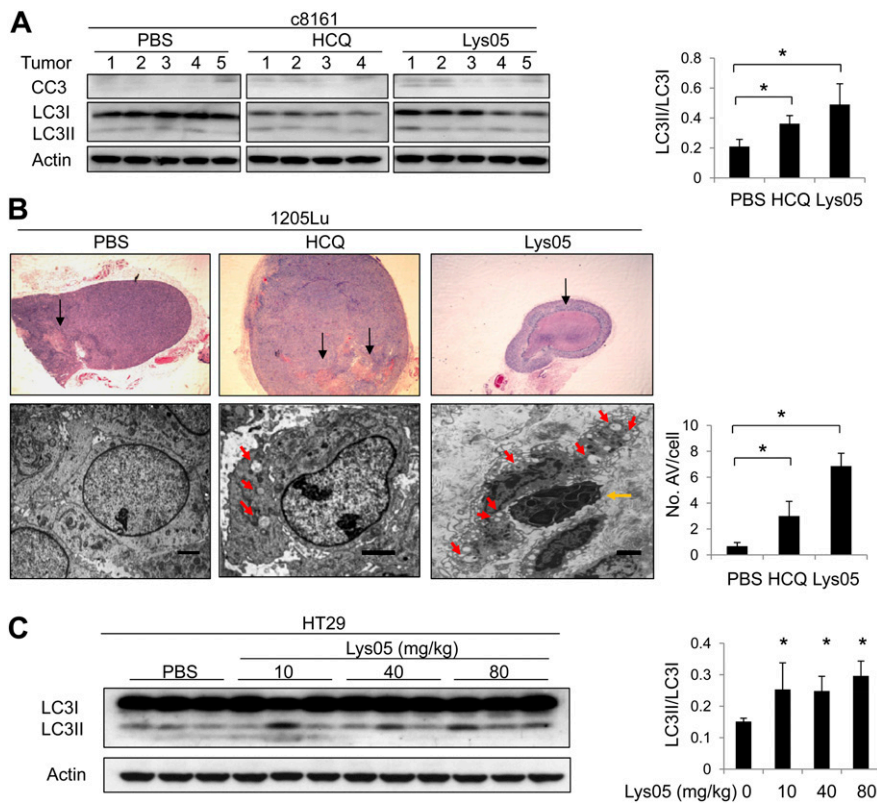 A
c8161
PBS HCQ Lys05
Tumor 1 2 3 4 5 1 2 3 4 1 2 3 4 5
CC3
LC3I
LC3II
Actin
LC3II/LC3I
0.8
0.6
0.4
0.2
0
* *
PBS HCQ Lys05
B
1205Lu
PBS HCQ Lys05
No. AV/cell
10
8
6
4
2
0
* *
PBS HCQ Lys05
C
HT29
Lys05 (mg/kg)
PBS 10 40 80
LC3I
LC3II
Actin
LC3II/LC3I
0.4
0.3
0.2
0.1
0
* * *
Lys05 (mg/kg) 0 10 40 80